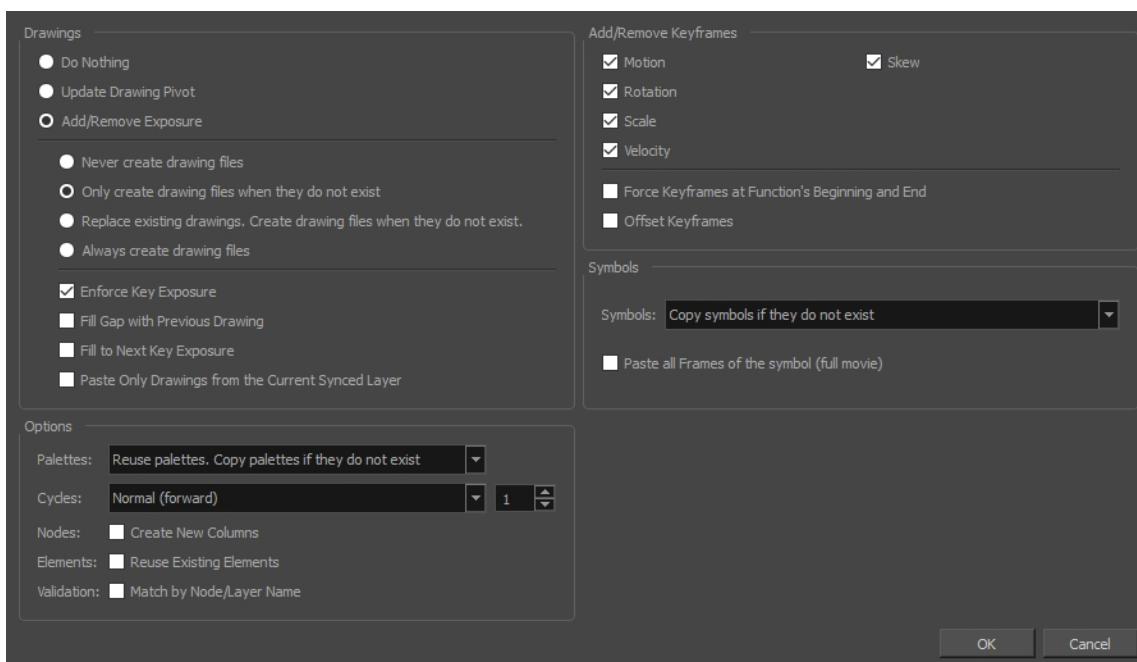 Drawings
Do Nothing
Update Drawing Pivot
Add/Remove Exposure
Never create drawing files
Only create drawing files when they do not exist
Replace existing drawings. Create drawing files when they do not exist.
Always create drawing files
Enforce Key Exposure
Fill Gap with Previous Drawing
Fill to Next Key Exposure
Paste Only Drawings from the Current Synced Layer
Options
Palettes: Reuse palettes. Copy palettes if they do not exist
Cycles: Normal (forward) 1
Nodes: Create New Columns
Elements: Reuse Existing Elements
Validation: Match by Node/Layer Name
Add/Remove Keyframes
Motion Skew
Rotation
Scale
Velocity
Force Keyframes at Function's Beginning and End
Offset Keyframes
Symbols
Symbols: Copy symbols if they do not exist
Paste all Frames of the symbol (full movie)
OK Cancel